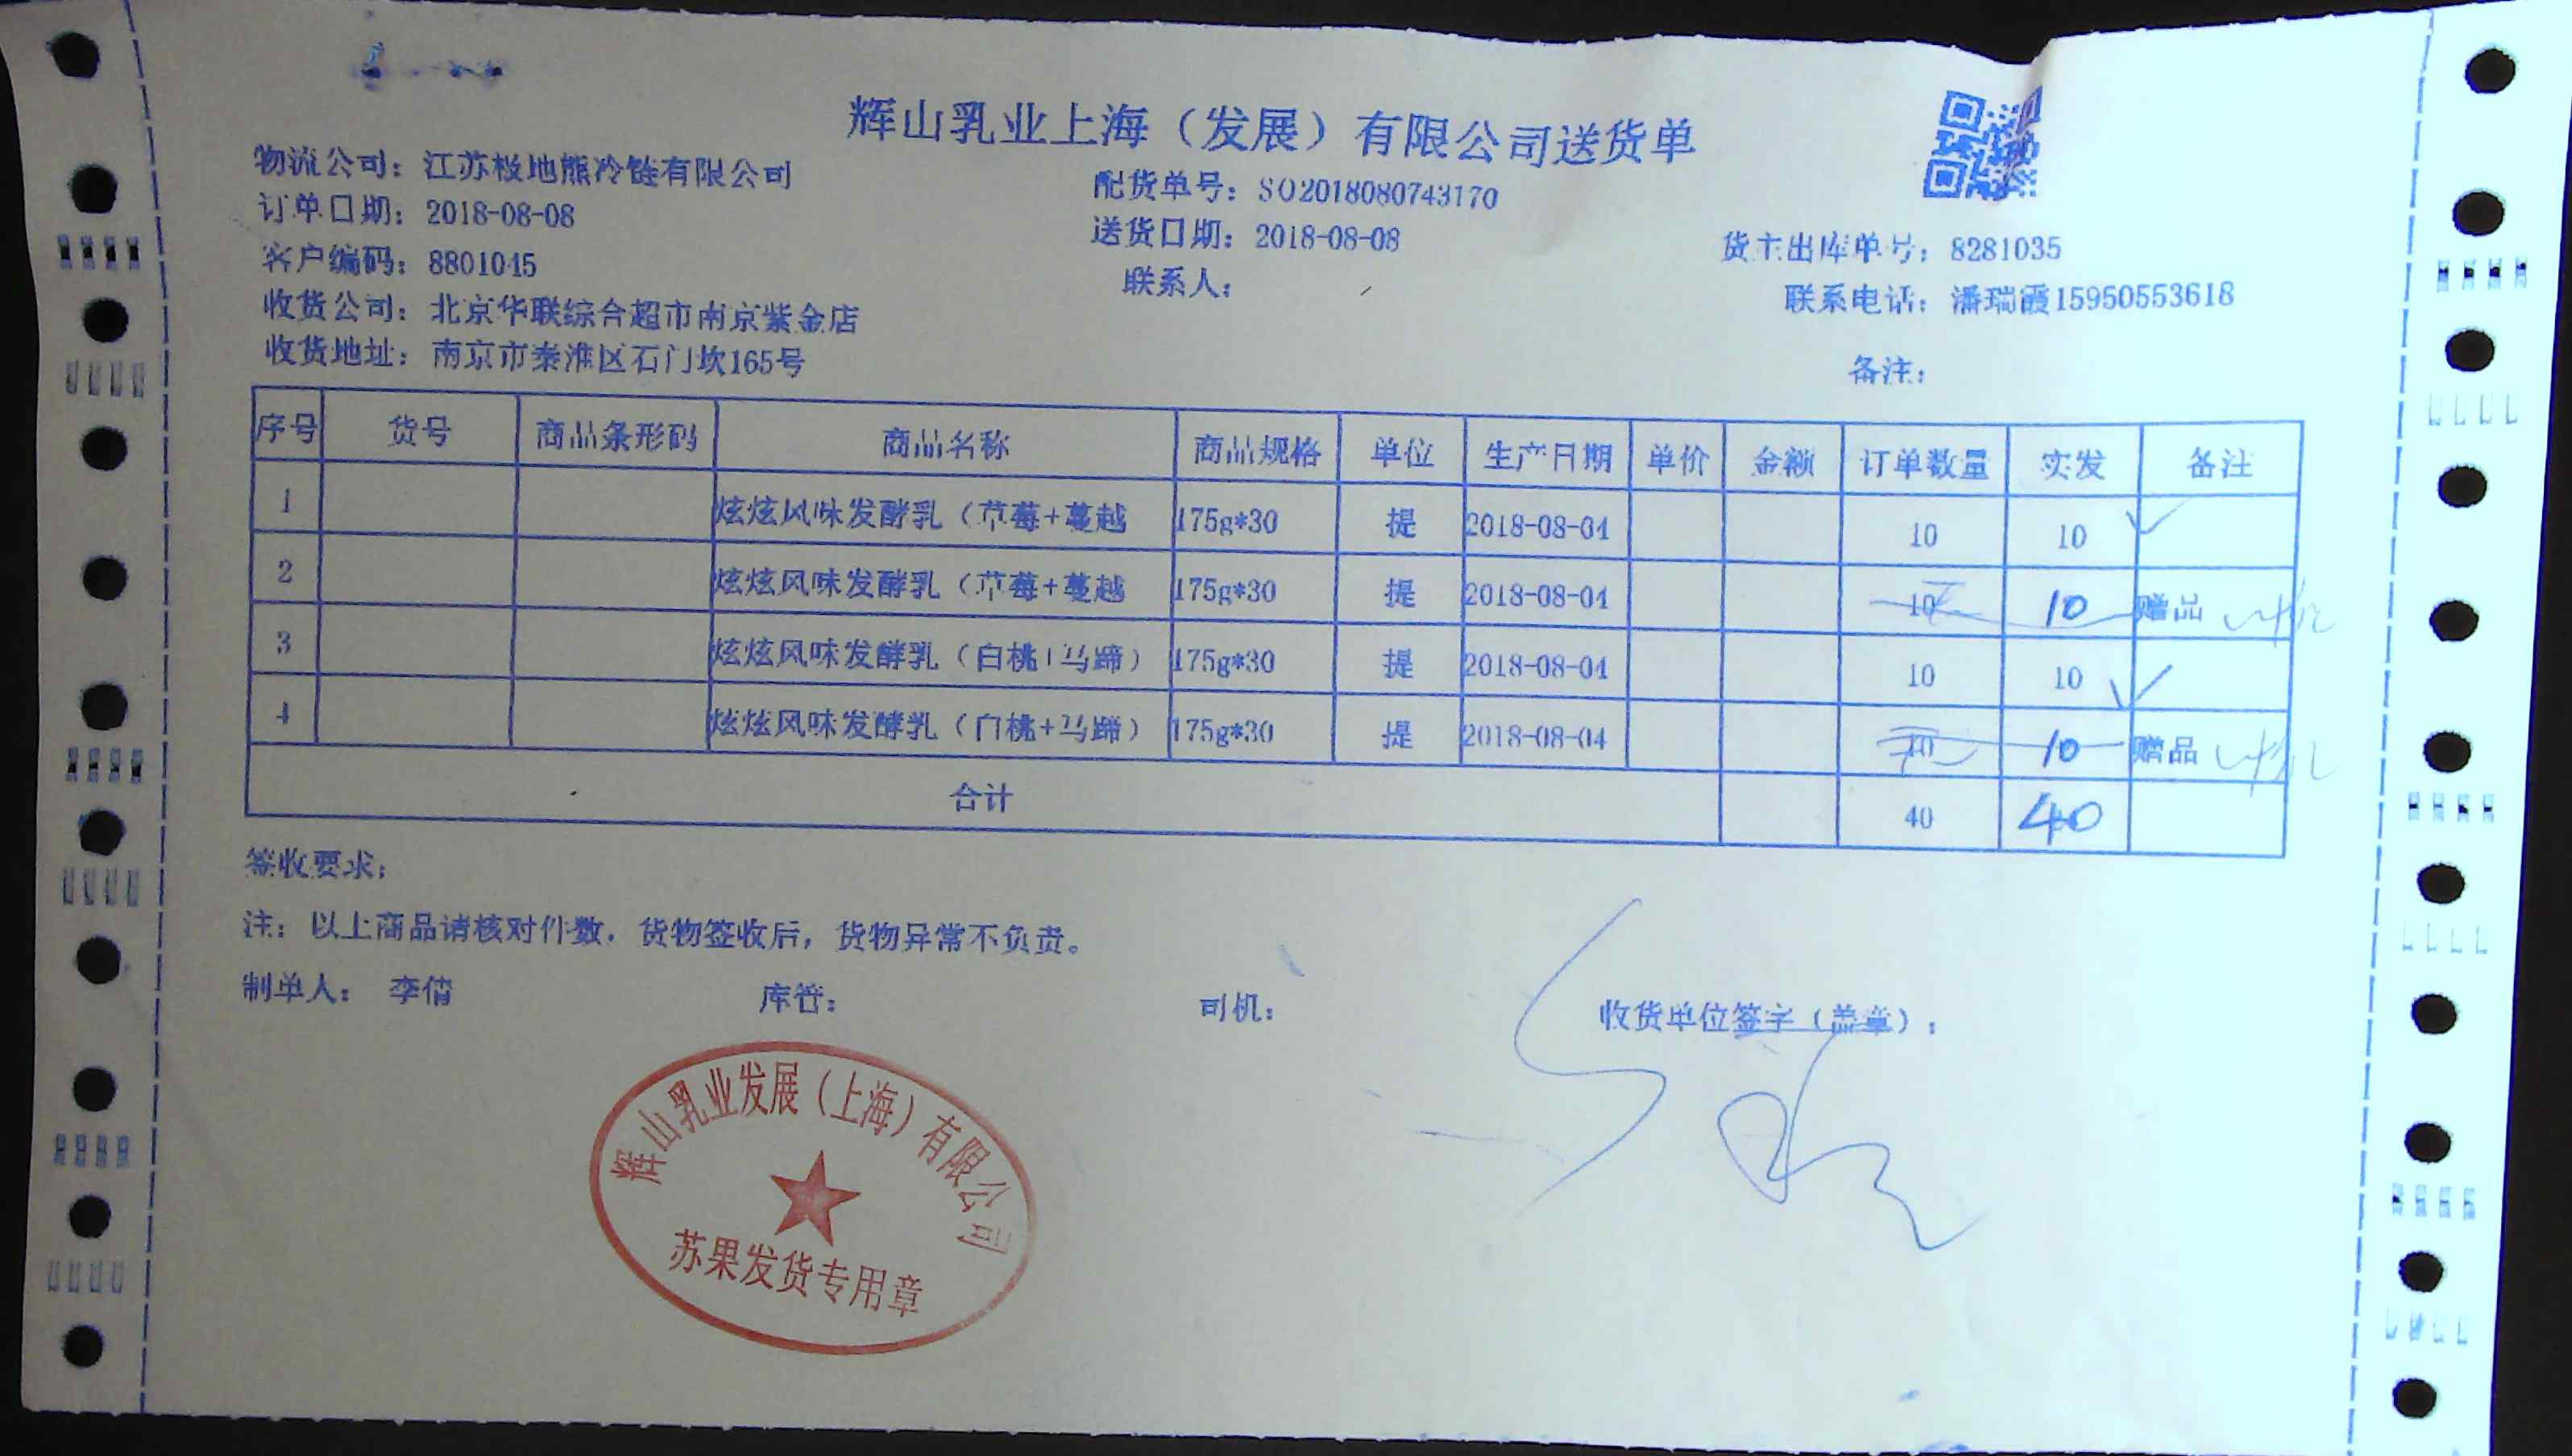 辉山乳业上海（发展）有限公司送货单
物流公司：江苏极地熊冷链有限公司
订单日期：2018-08-08
配货单号：SO2018080743170
客户编码：8801045
送货日期：2018-08-08
货主出库单号：8281035
收货公司：北京华联综合超市南京紫金店
联系人：
联系电话：潘瑞霞15950553618
收货地址：南京市秦淮区石门坎165号
备注：
序号 货号 商品条形码 商品名称 商品规格 单位 生产日期 单价 金额 订单数量 实发 备注
1 炫炫风味发酵乳（草莓+蔓越 175g*30 提 2018-08-04 10 10
2 炫炫风味发酵乳（草莓+蔓越 175g*30 提 2018-08-04 10 10 赠品
3 炫炫风味发酵乳（白桃+马蹄） 175g*30 提 2018-08-04 10 10
4 炫炫风味发酵乳（白桃+马蹄） 175g*30 提 2018-08-04 10 10 赠品
合计 40 40
签收要求：
注：以上商品请核对件数，货物签收后，货物异常不负责。
制单人：李倩 库管： 司机： 收货单位签字（盖章）：
辉山乳业发展（上海）有限公司
苏果发货专用章